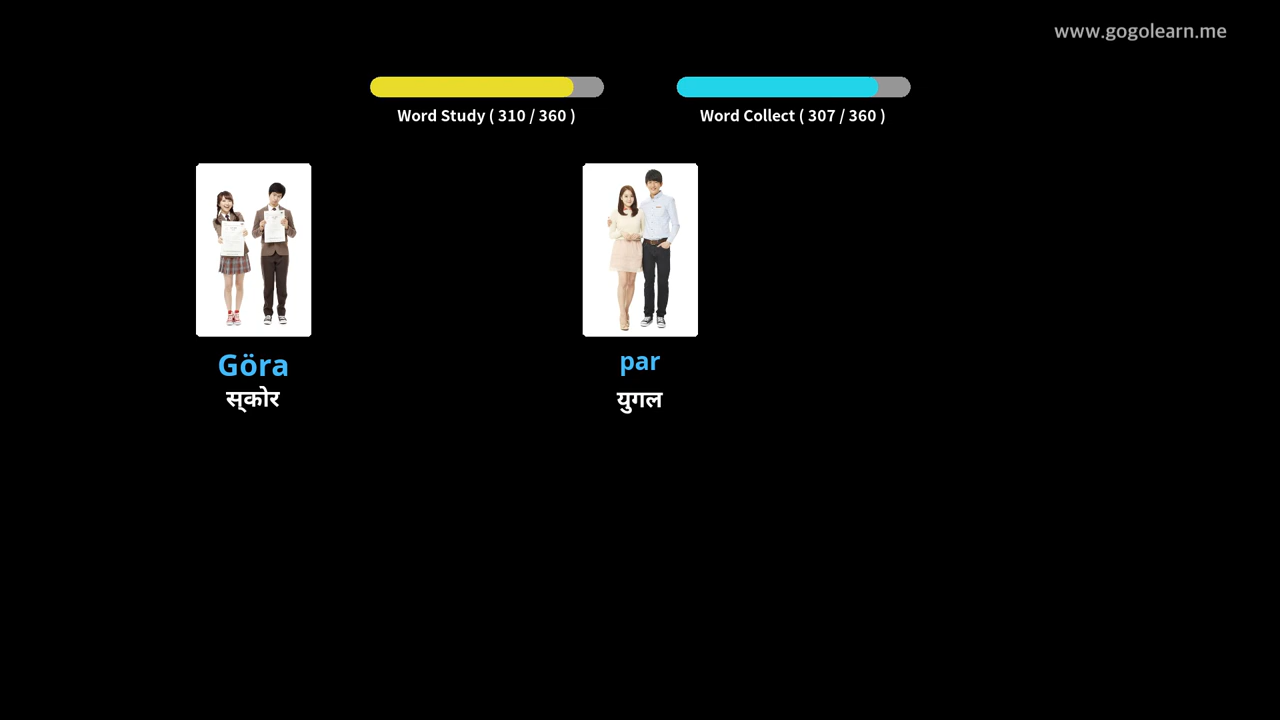 www.gogolearn.me
Word Study ( 310 / 360 )
Word Collect ( 307 / 360 )
Göra
स्‌कोर
par
युगल